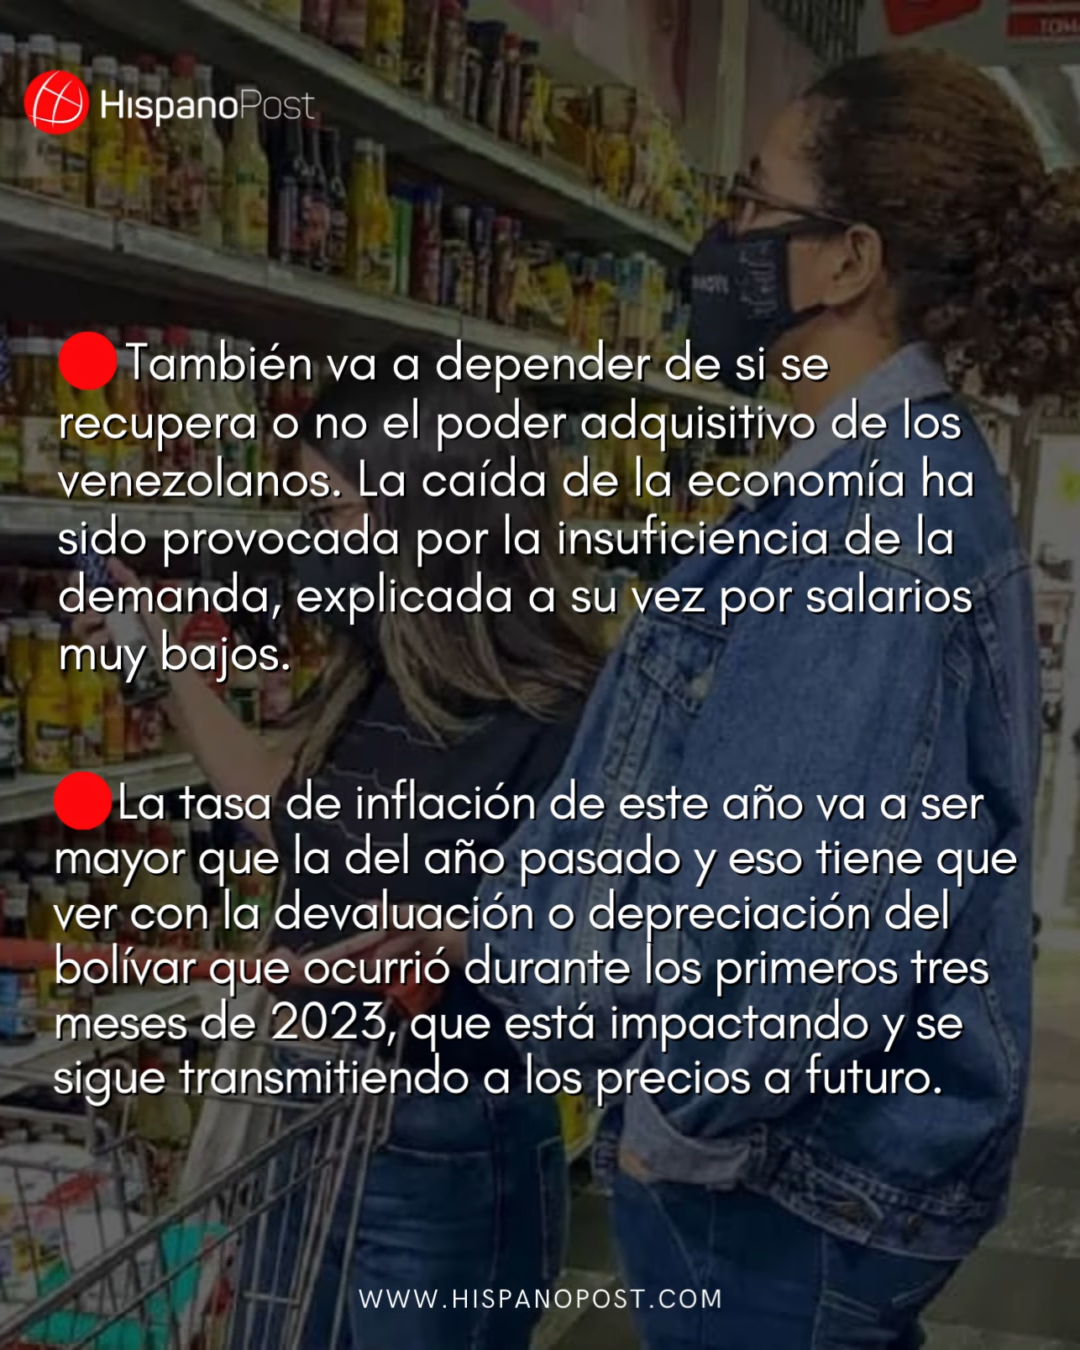 HispanoPost
También va a depender de si se
recupera o no el poder adquisitivo de los
venezolanos. La caída de la economía ha
sido provocada por la insuficiencia de la
demanda, explicada a su vez por salarios
muy bajos.
La tasa de inflación de este año va a ser
mayor que la del año pasado y eso tiene que
ver con la devaluación o depreciación del
bolívar que ocurrió durante los primeros tres
meses de 2023, que está impactando y se
sigue transmitiendo a los precios a futuro.
WWW.HISPANOPOST.COM